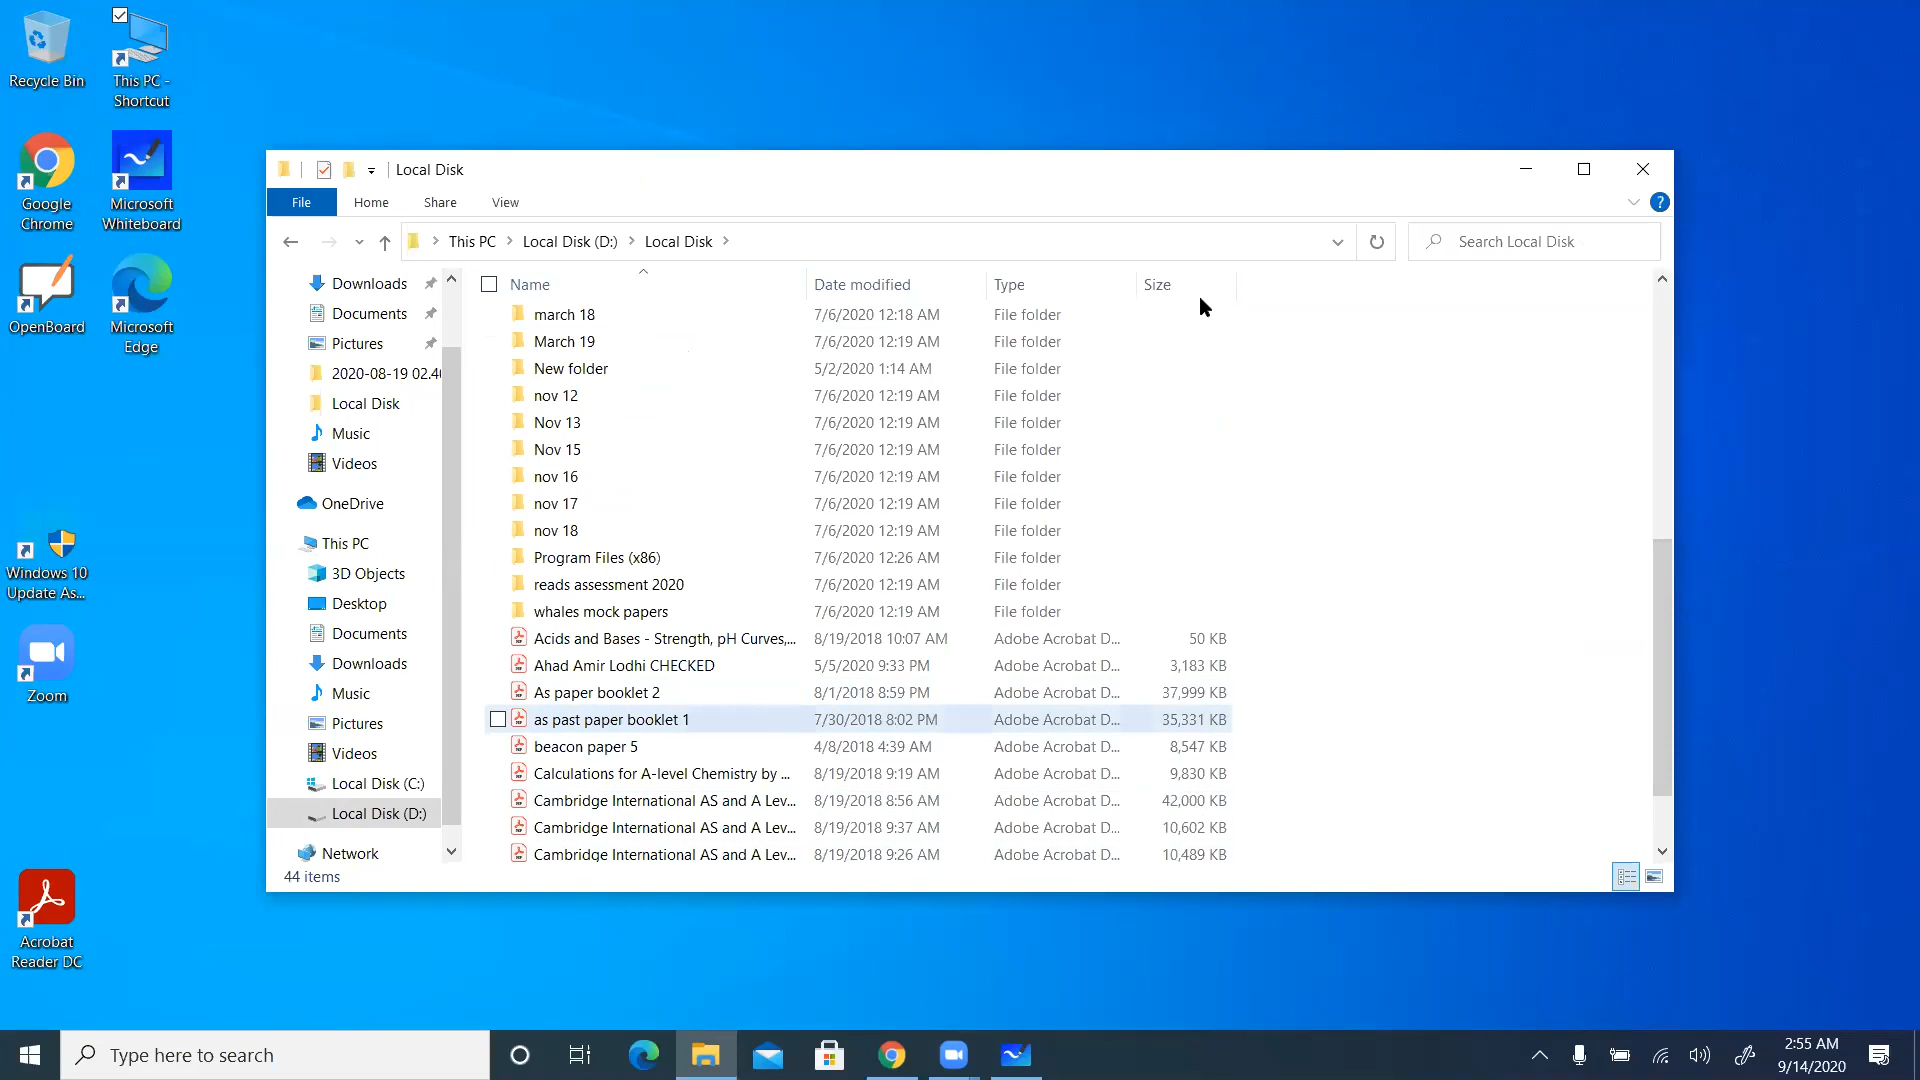 Recycle Bin
This PC -
Shortcut
Google
Chrome
Microsoft
Whiteboard
OpenBoard
Microsoft
Edge
Windows 10
Update As...
Zoom
Acrobat
Reader DC
Local Disk
File Home Share View
This PC > Local Disk (D:) > Local Disk >
Search Local Disk
Downloads
Documents
Pictures
2020-08-19 02.4
Local Disk
Music
Videos
OneDrive
This PC
3D Objects
Desktop
Documents
Downloads
Music
Pictures
Videos
Local Disk (C:)
Local Disk (D:)
Network
Name Date modified Type Size
march 18 7/6/2020 12:18 AM File folder
March 19 7/6/2020 12:19 AM File folder
New folder 5/2/2020 1:14 AM File folder
nov 12 7/6/2020 12:19 AM File folder
Nov 13 7/6/2020 12:19 AM File folder
Nov 15 7/6/2020 12:19 AM File folder
nov 16 7/6/2020 12:19 AM File folder
nov 17 7/6/2020 12:19 AM File folder
nov 18 7/6/2020 12:19 AM File folder
Program Files (x86) 7/6/2020 12:26 AM File folder
reads assessment 2020 7/6/2020 12:19 AM File folder
whales mock papers 7/6/2020 12:19 AM File folder
Acids and Bases - Strength, pH Curves,... 8/19/2018 10:07 AM Adobe Acrobat D... 50 KB
Ahad Amir Lodhi CHECKED 5/5/2020 9:33 PM Adobe Acrobat D... 3,183 KB
As paper booklet 2 8/1/2018 8:59 PM Adobe Acrobat D... 37,999 KB
as past paper booklet 1 7/30/2018 8:02 PM Adobe Acrobat D... 35,331 KB
beacon paper 5 4/8/2018 4:39 AM Adobe Acrobat D... 8,547 KB
Calculations for A-level Chemistry by ... 8/19/2018 9:19 AM Adobe Acrobat D... 9,830 KB
Cambridge International AS and A Lev... 8/19/2018 8:56 AM Adobe Acrobat D... 42,000 KB
Cambridge International AS and A Lev... 8/19/2018 9:37 AM Adobe Acrobat D... 10,602 KB
Cambridge International AS and A Lev... 8/19/2018 9:26 AM Adobe Acrobat D... 10,489 KB
44 items
Type here to search
2:55 AM
9/14/2020